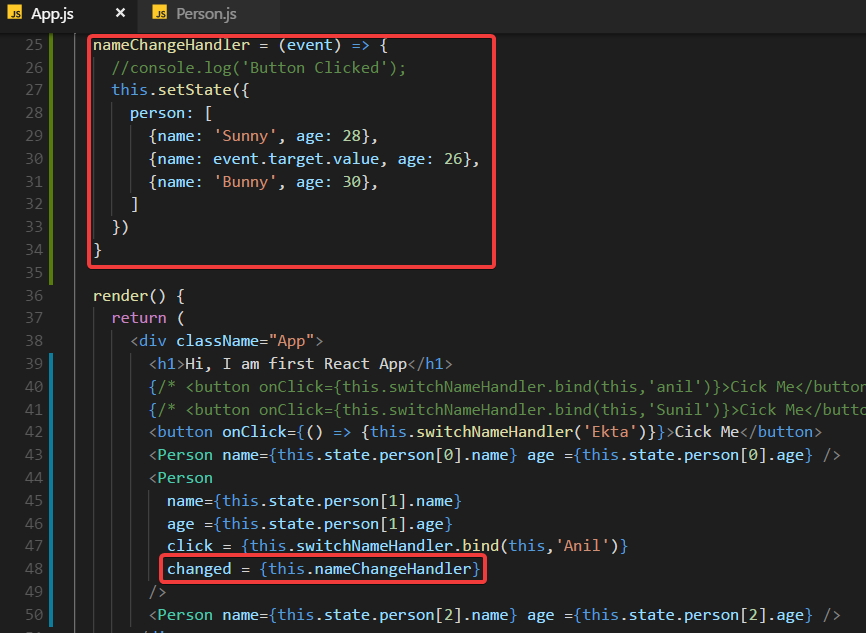 JS App.js × JS Person.js
25 nameChangeHandler = (event) => {
26 //console.log('Button Clicked');
27 this.setState({
28 person: [
29 {name: 'Sunny', age: 28},
30 {name: event.target.value, age: 26},
31 {name: 'Bunny', age: 30},
32 ]
33 })
34 }
35
36 render() {
37 return (
38 <div className="App">
39 <h1>Hi, I am first React App</h1>
40 {/* <button onClick={this.switchNameHandler.bind(this,'anil')}>Cick Me</button
41 {/* <button onClick={this.switchNameHandler.bind(this,'Sunil')}>Cick Me</butto
42 <button onClick={() => {this.switchNameHandler('Ekta')}}>Cick Me</button>
43 <Person name={this.state.person[0].name} age ={this.state.person[0].age} />
44 <Person
45 name={this.state.person[1].name}
46 age ={this.state.person[1].age}
47 click = {this.switchNameHandler.bind(this,'Anil')}
48 changed = {this.nameChangeHandler}
49 />
50 <Person name={this.state.person[2].name} age ={this.state.person[2].age} />